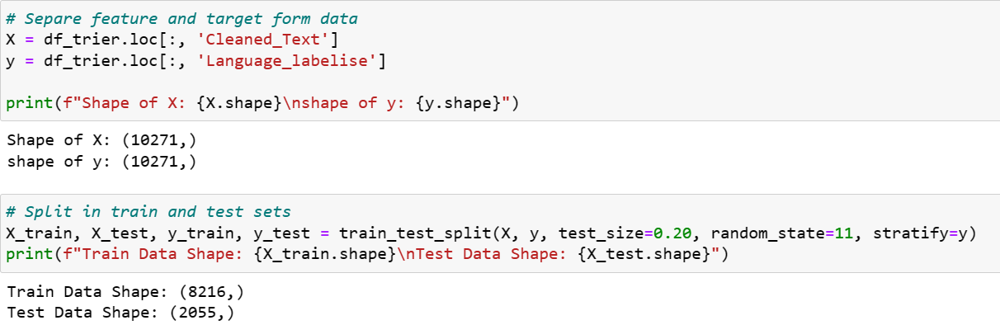 # Separe feature and target form data
X = df_trier.loc[:, 'Cleaned_Text']
y = df_trier.loc[:, 'Language_labelise']
print(f"Shape of X: {X.shape}\nshape of y: {y.shape}")
Shape of X: (10271,)
shape of y: (10271,)
# Split in train and test sets
X_train, X_test, y_train, y_test = train_test_split(X, y, test_size=0.20, random_state=11, stratify=y)
print(f"Train Data Shape: {X_train.shape}\nTest Data Shape: {X_test.shape}")
Train Data Shape: (8216,)
Test Data Shape: (2055,)